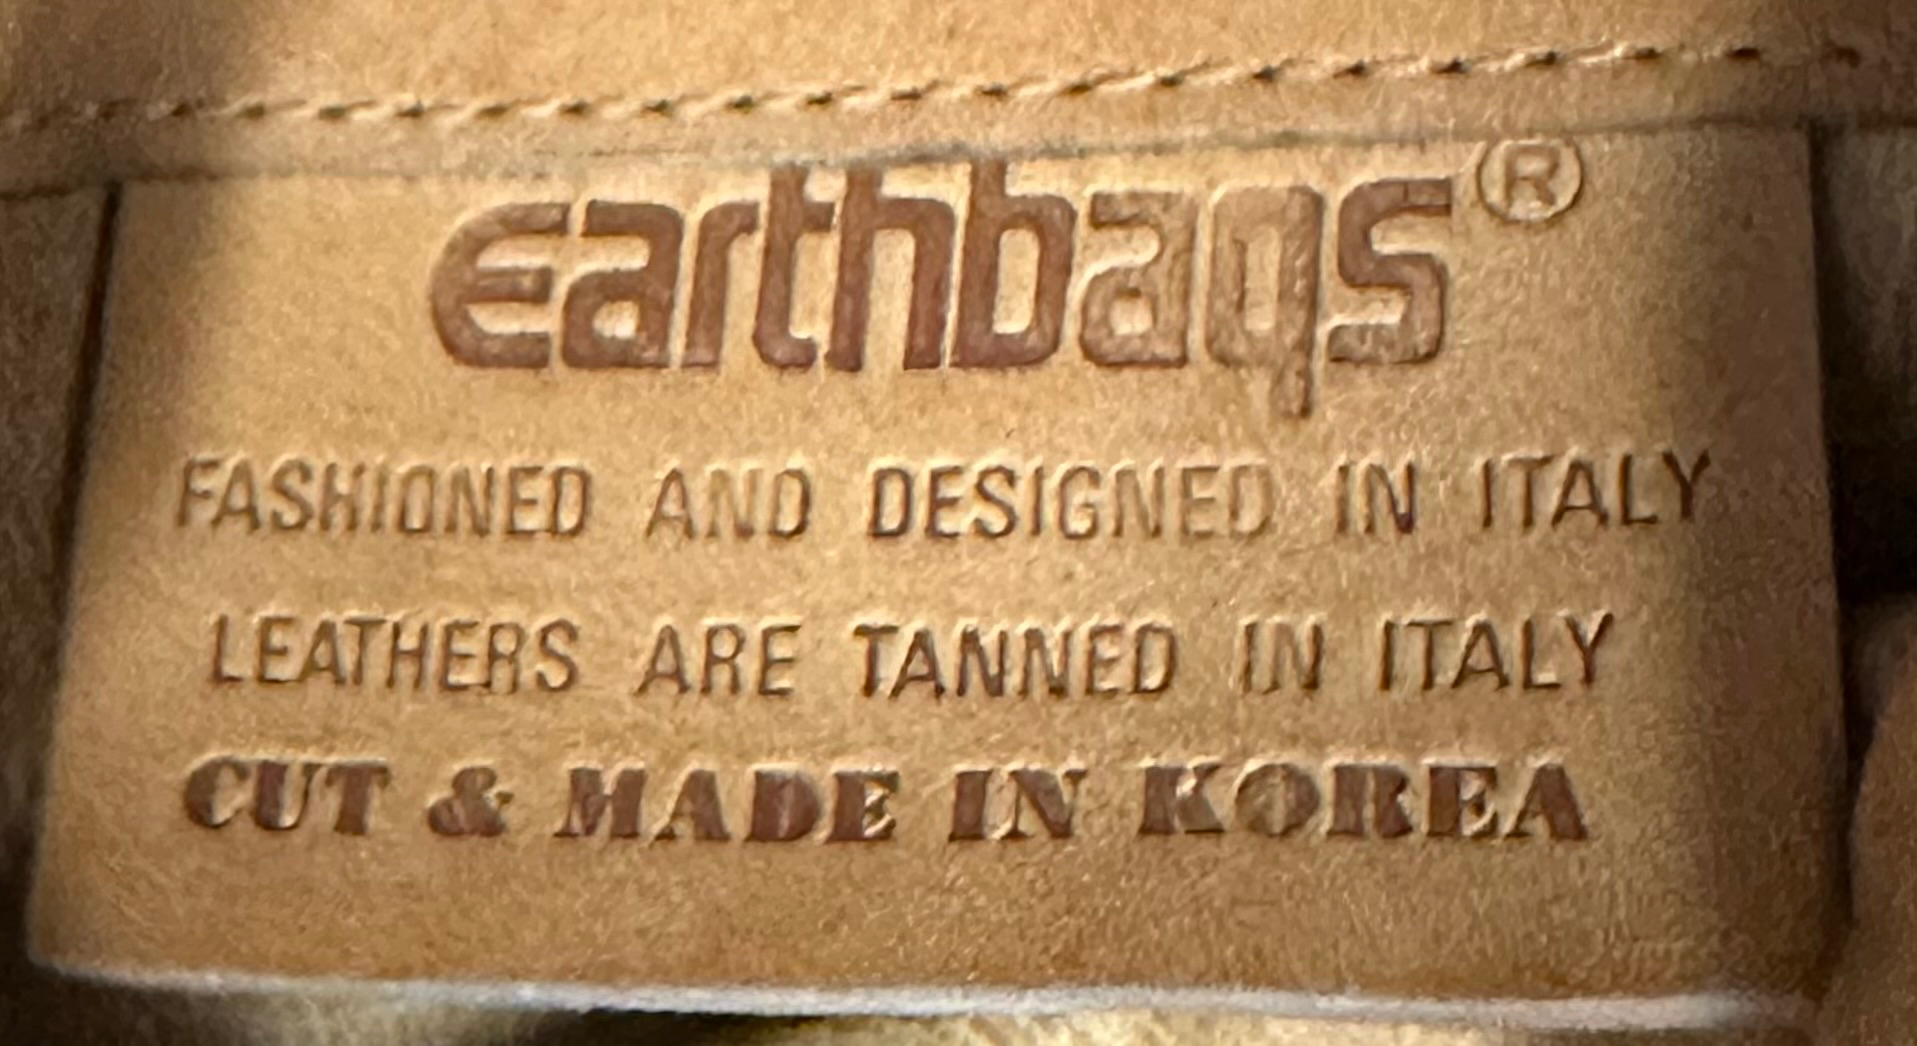 earthbags®
FASHIONED AND DESIGNED IN ITALY
LEATHERS ARE TANNED IN ITALY
CUT & MADE IN KOREA